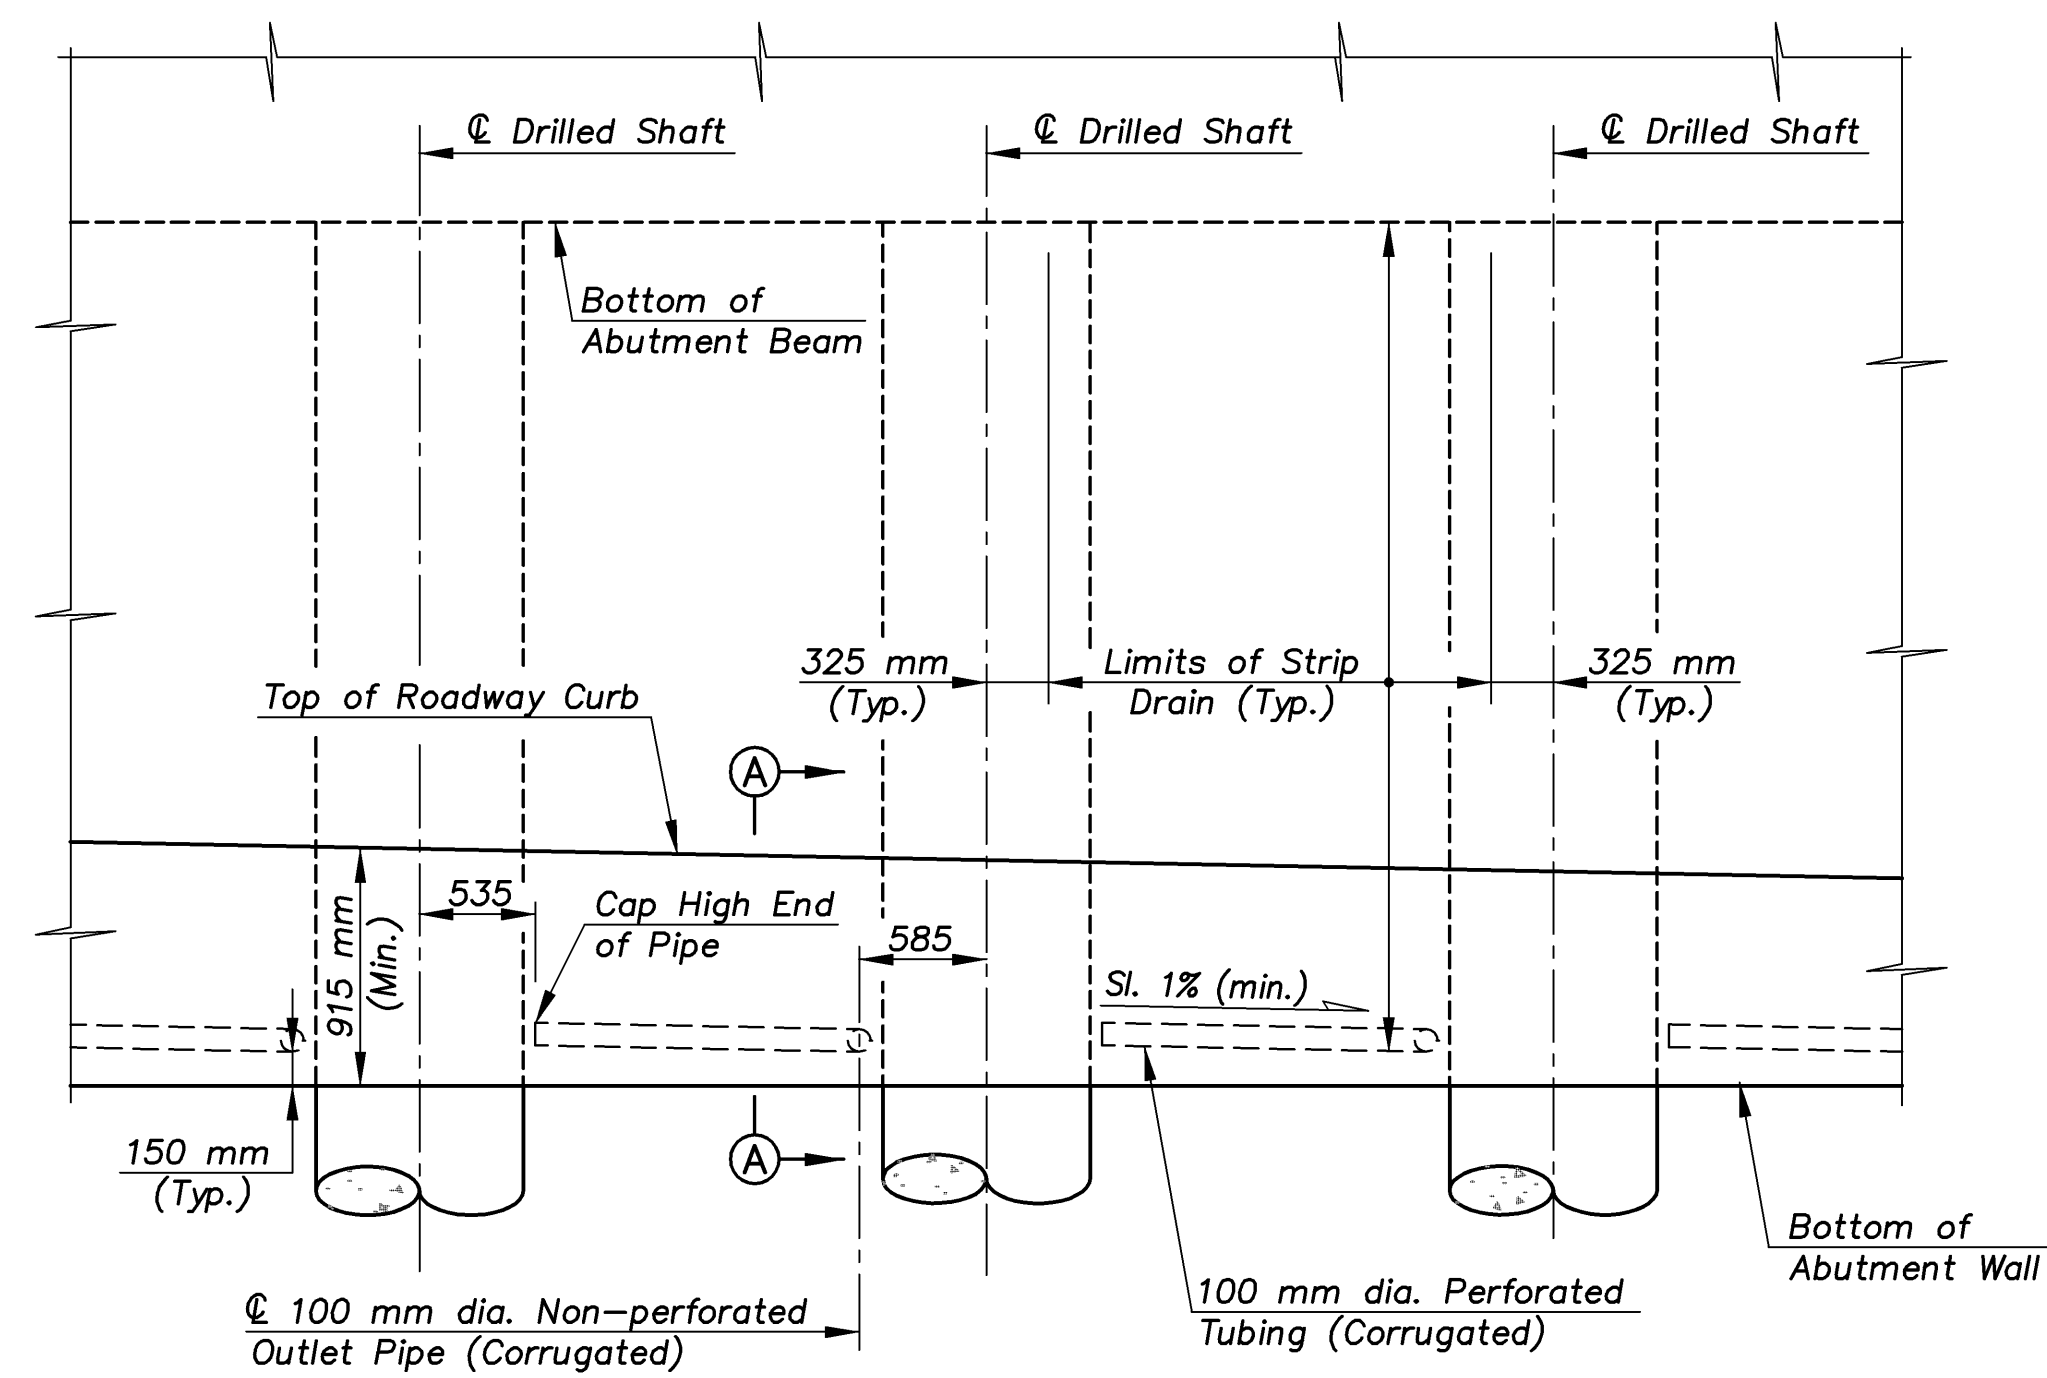 ℄ Drilled Shaft
℄ Drilled Shaft
℄ Drilled Shaft
Bottom of
Abutment Beam
325 mm
(Typ.)
Limits of Strip
Drain (Typ.)
325 mm
(Typ.)
Top of Roadway Curb
A
535
Cap High End
of Pipe
915 mm
(Min.)
585
Sl. 1% (min.)
150 mm
(Typ.)
A
Bottom of
Abutment Wall
100 mm dia. Perforated
Tubing (Corrugated)
℄ 100 mm dia. Non-perforated
Outlet Pipe (Corrugated)